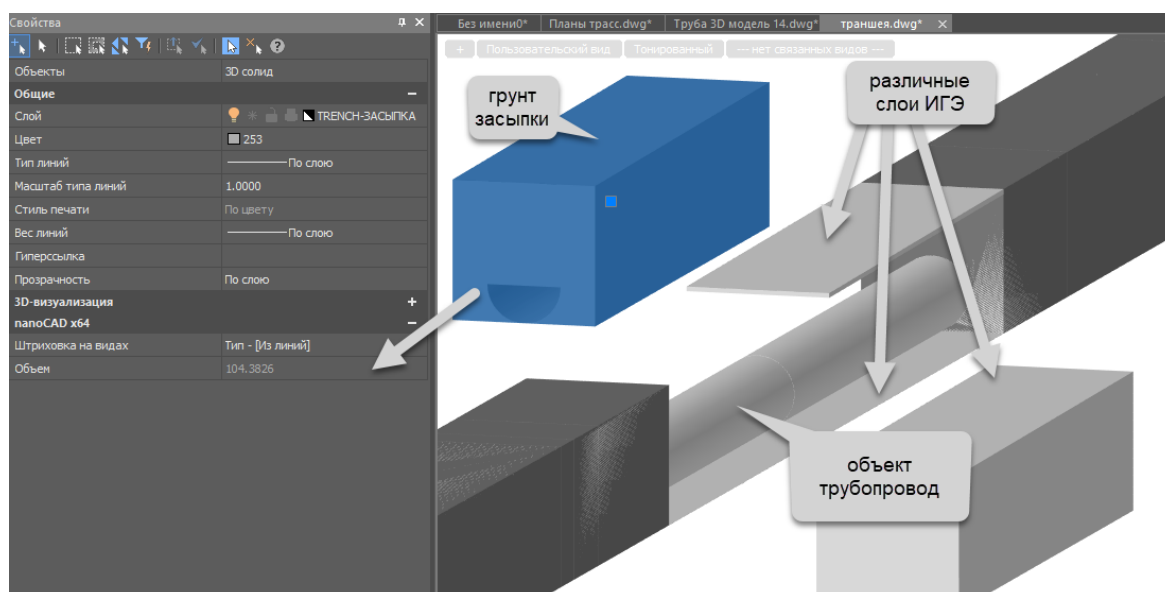 Свойства
Объекты 3D солид
Общие
Слой TRENCH-ЗАСЫПКА
Цвет 253
Тип линий По слою
Масштаб типа линий 1.0000
Стиль печати По цвету
Вес линий По слою
Гиперссылка
Прозрачность По слою
3D-визуализация +
nanoCAD x64
Штриховка на видах Тип - [Из линий]
Объем 104.3826
Без имени0* Планы трасс.dwg* Труба 3D модель 14.dwg* траншея.dwg*
+ Пользовательский вид Тонированный --- нет связанных видов ---
грунт
засыпки
различные
слои ИГЭ
объект
трубопровод